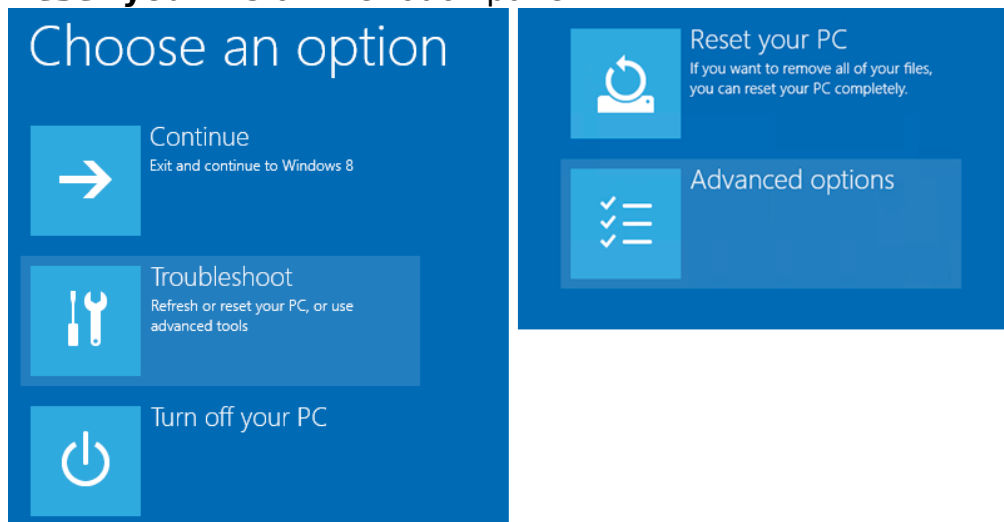 Choose an option
Continue
Exit and continue to Windows 8
Troubleshoot
Refresh or reset your PC, or use
advanced tools
Turn off your PC
Reset your PC
If you want to remove all of your files,
you can reset your PC completely.
Advanced options